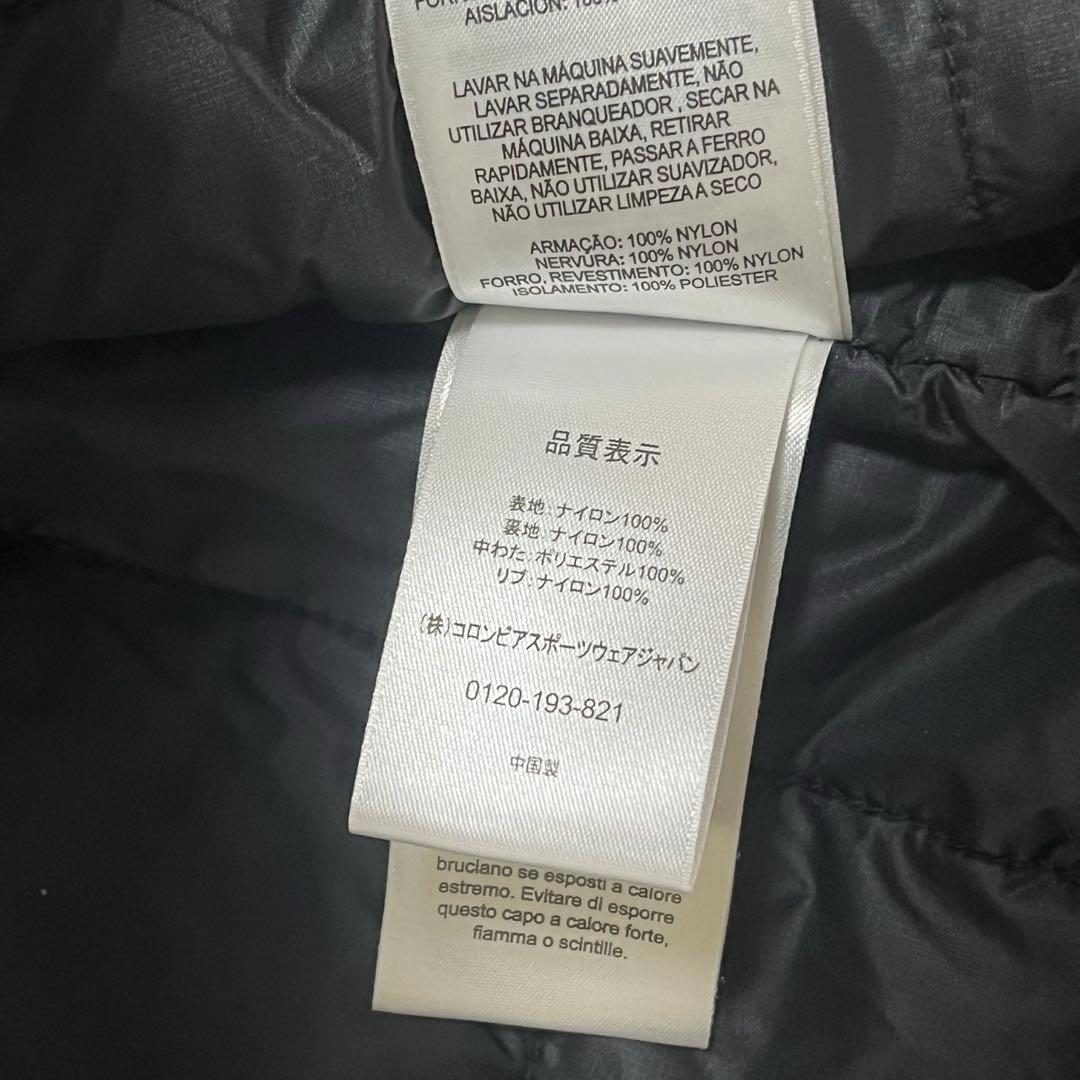 AISLACIÓN: 100%
LAVAR NA MÁQUINA SUAVEMENTE,
LAVAR SEPARADAMENTE, NÃO
UTILIZAR BRANQUEADOR , SECAR NA
MÁQUINA BAIXA, RETIRAR
RAPIDAMENTE, PASSAR A FERRO
BAIXA, NÃO UTILIZAR SUAVIZADOR,
NÃO UTILIZAR LIMPEZA A SECO
ARMAÇÃO: 100% NYLON
NERVURA: 100% NYLON
FORRO, REVESTIMENTO: 100% NYLON
ISOLAMENTO: 100% POLIESTER
品質表示
表地: ナイロン100%
裏地: ナイロン100%
中わた: ポリエステル100%
リブ: ナイロン100%
(株)コロンビアスポーツウェアジャパン
0120-193-821
中国製
bruciano se esposti a calore
estremo. Evitare di esporre
questo capo a calore forte,
fiamma o scintille.